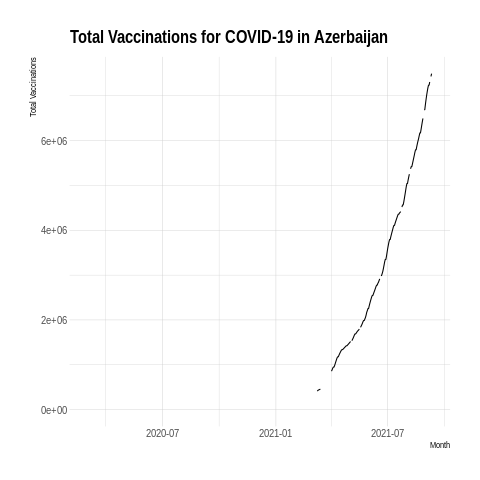 Total Vaccinations for COVID-19 in Azerbaijan
Total Vaccinations
6e+06
4e+06
2e+06
0e+00
2020-07 2021-01 2021-07
Month